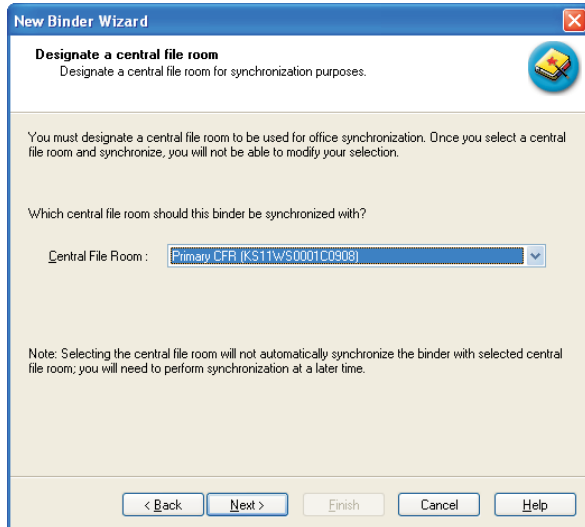 New Binder Wizard
Designate a central file room
Designate a central file room for synchronization purposes.
You must designate a central file room to be used for office synchronization. Once you select a central
file room and synchronize, you will not be able to modify your selection.
Which central file room should this binder be synchronized with?
Central File Room : Primary CFR (KS11WS0001C0908)
Note: Selecting the central file room will not automatically synchronize the binder with selected central
file room; you will need to perform synchronization at a later time.
< Back Next > Finish Cancel Help